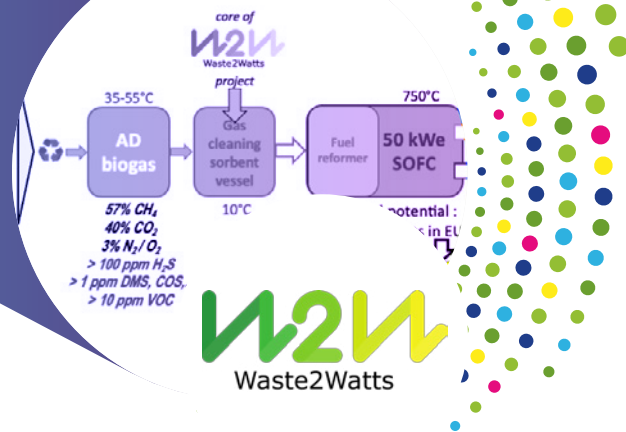 core of
W2W
Waste2Watts
project
35-55°C
750°C
AD
biogas
Gas
cleaning
sorbent
vessel
Fuel
reformer
50 kWe
SOFC
10°C
57% CH₄
40% CO₂
3% N₂/ O₂
> 100 ppm H₂S
> 1 ppm DMS, COS,
> 10 ppm VOC
potential :
in EU
W2W
Waste2Watts